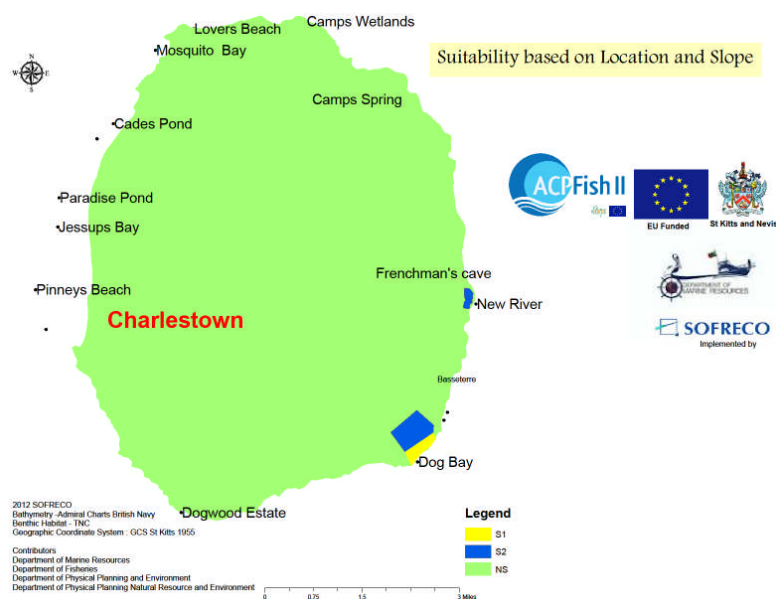 Lovers Beach
Camps Wetlands
Mosquito Bay
N
W
E
S
Suitability based on Location and Slope
Camps Spring
Cades Pond
ACPFish II
EU Funded
St Kitts and Nevis
Paradise Pond
Jessups Bay
Frenchman's cave
Pinneys Beach
New River
DEPARTMENT OF
MARINE RESOURCES
Charlestown
SOFRECO
Implemented by
Basseterre
Dog Bay
Dogwood Estate
2012 SOFRECO
Bathymetry -Admiral Charts British Navy
Benthic Habitat - TNC
Geographic Coordinate System : GCS St Kitts 1955
Contributors
Department of Marine Resources
Department of Fisheries
Department of Physical Planning and Environment
Department of Physical Planning Natural Resource and Environment
Legend
S1
S2
NS
0 0.75 1.5 3 Miles